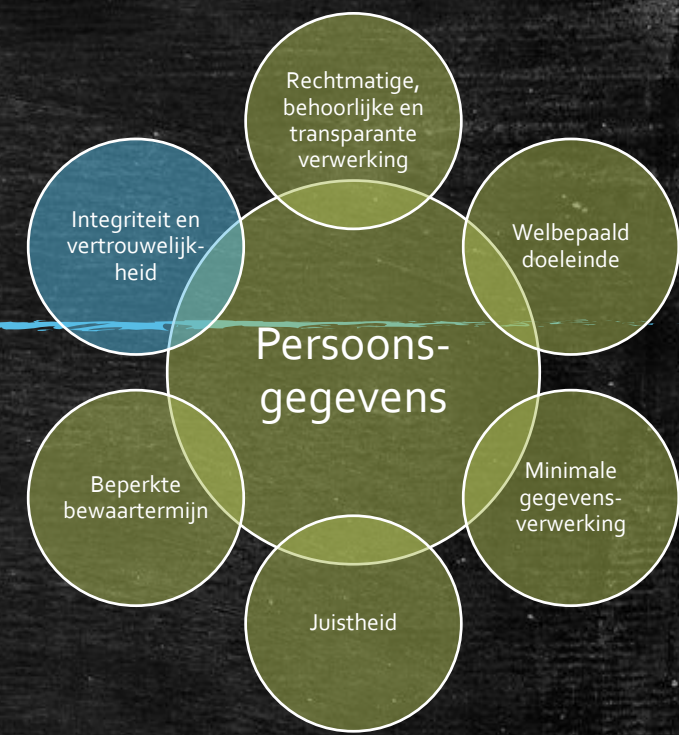 Rechtmatige,
behoorlijke en
transparante
verwerking
Integriteit en
vertrouwelijk-
heid
Welbepaald
doeleinde
Persoons-
gegevens
Beperkte
bewaartermijn
Minimale
gegevens-
verwerking
Juistheid